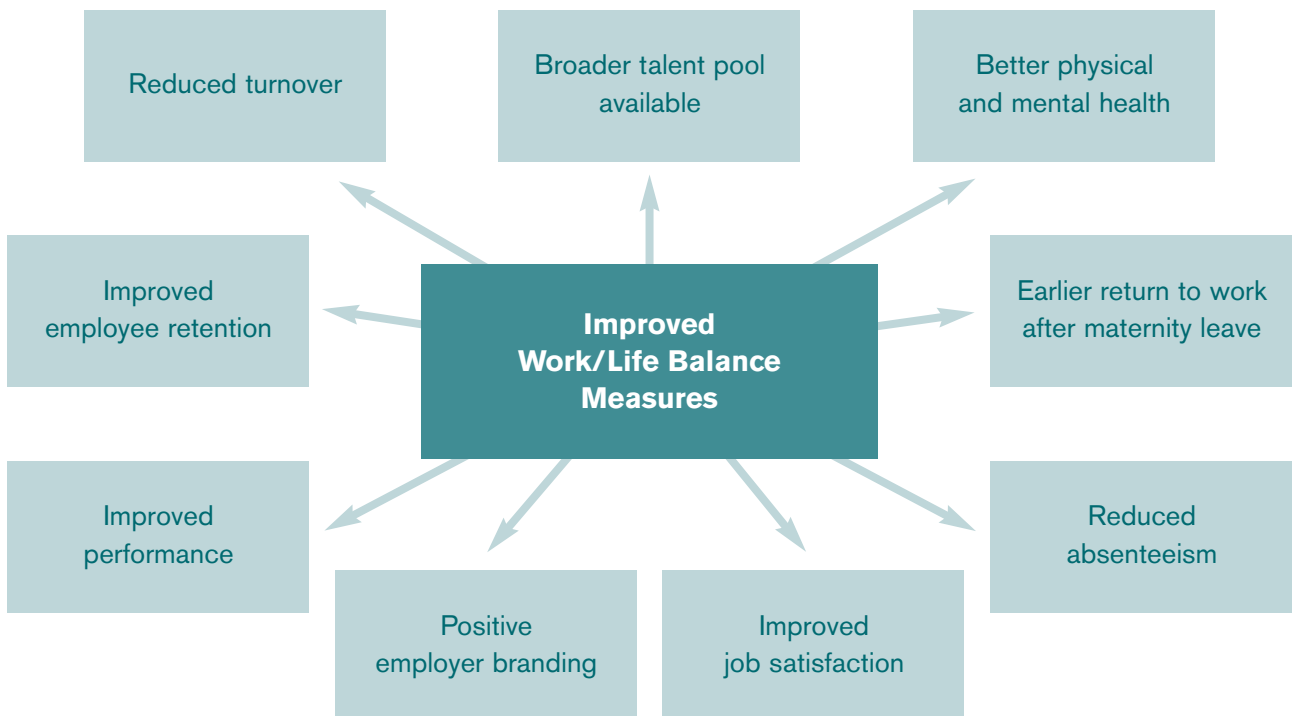 Reduced turnover
Broader talent pool
available
Better physical
and mental health
Improved
employee retention
Improved
Work/Life Balance
Measures
Earlier return to work
after maternity leave
Improved
performance
Reduced
absenteeism
Positive
employer branding
Improved
job satisfaction